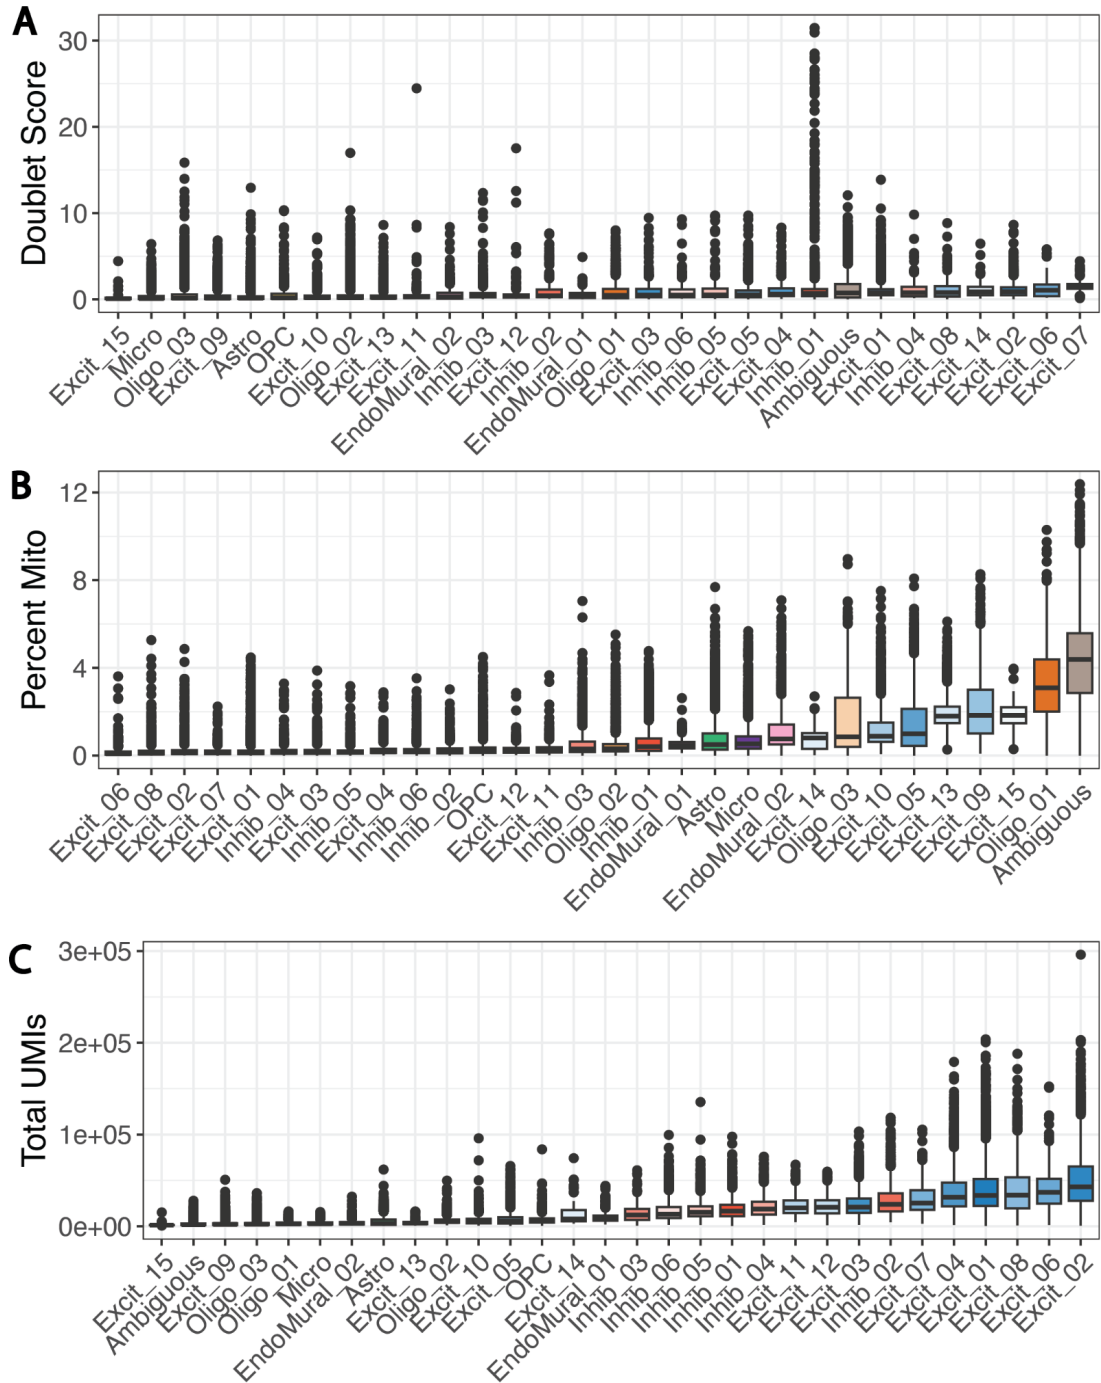 A
Doublet Score
30
20
10
0
Excit_15
Micro
Oligo_03
Excit_09
Astro
OPC
Excit_10
Oligo_02
Excit_13
Excit_11
EndoMural_02
Inhib_03
Excit_12
Inhib_02
EndoMural_01
Oligo_01
Excit_03
Inhib_06
Inhib_05
Excit_05
Excit_04
Inhib_01
Ambiguous
Excit_01
Inhib_04
Excit_08
Excit_14
Excit_02
Excit_06
Excit_07
B
Percent Mito
12
8
4
0
Excit_06
Excit_08
Excit_02
Excit_07
Excit_01
Inhib_04
Excit_03
Inhib_05
Excit_04
Inhib_06
Inhib_02
OPC
Excit_12
Excit_11
Inhib_03
Oligo_02
Inhib_01
EndoMural_01
Astro
Micro
EndoMural_02
Excit_14
Oligo_03
Excit_10
Excit_05
Excit_13
Excit_09
Excit_15
Oligo_01
Ambiguous
C
Total UMIs
3e+05
2e+05
1e+05
0e+00
Excit_15
Ambiguous
Excit_09
Oligo_03
Oligo_01
Micro
EndoMural_02
Astro
Excit_13
Oligo_02
Excit_10
Excit_05
OPC
Excit_14
EndoMural_01
Inhib_03
Inhib_06
Inhib_05
Inhib_01
Inhib_04
Excit_11
Excit_12
Excit_03
Inhib_02
Excit_07
Excit_04
Excit_01
Excit_08
Excit_06
Excit_02